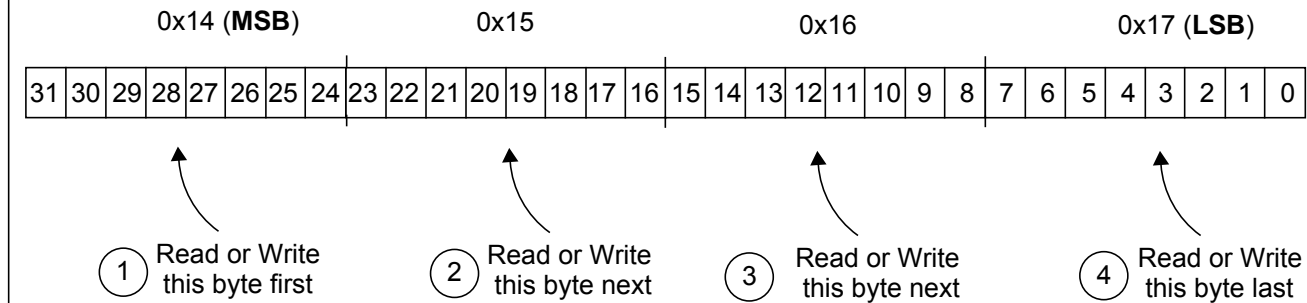 0x14 (MSB) 0x15 0x16 0x17 (LSB)
31 30 29 28 27 26 25 24 23 22 21 20 19 18 17 16 15 14 13 12 11 10 9 8 7 6 5 4 3 2 1 0
1 Read or Write
this byte first
2 Read or Write
this byte next
3 Read or Write
this byte next
4 Read or Write
this byte last